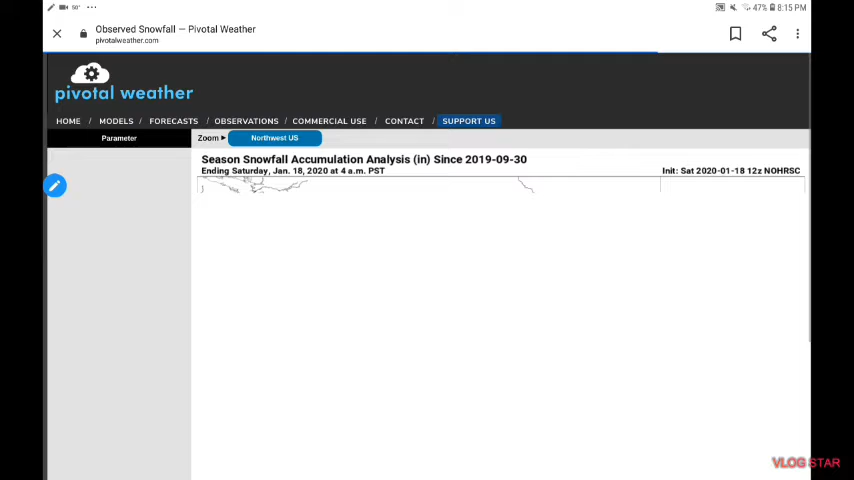 50°
47% 8:15 PM
Observed Snowfall — Pivotal Weather
pivotalweather.com
pivotal weather
HOME / MODELS / FORECASTS / OBSERVATIONS / COMMERCIAL USE / CONTACT / SUPPORT US
Parameter
Zoom Northwest US
Season Snowfall Accumulation Analysis (in) Since 2019-09-30
Ending Saturday, Jan. 18, 2020 at 4 a.m. PST
Init: Sat 2020-01-18 12z NOHRSC
VLOG STAR